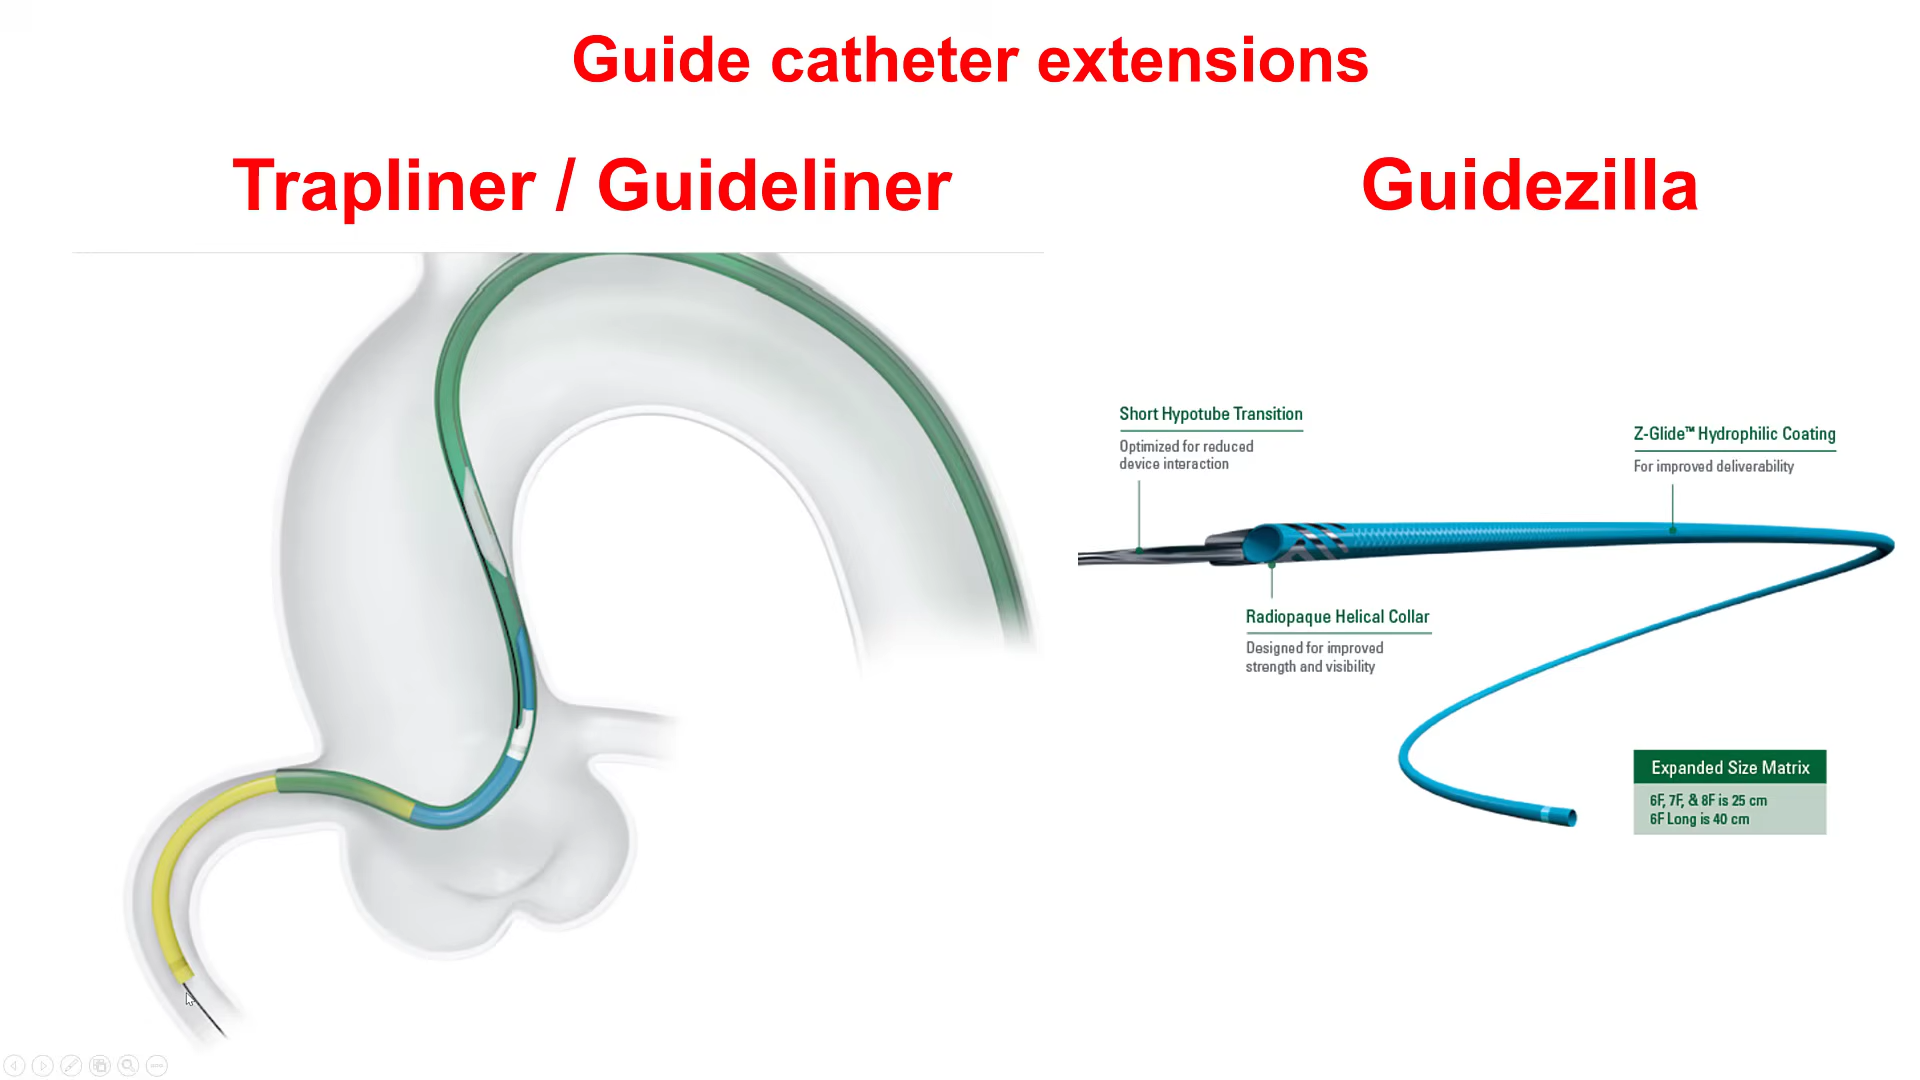 Guide catheter extensions
Trapliner / Guideliner
Guidezilla
Short Hypotube Transition
Optimized for reduced
device interaction
Z-Glide™ Hydrophilic Coating
For improved deliverability
Radiopaque Helical Collar
Designed for improved
strength and visibility
Expanded Size Matrix
6F, 7F, & 8F is 25 cm
6F Long is 40 cm